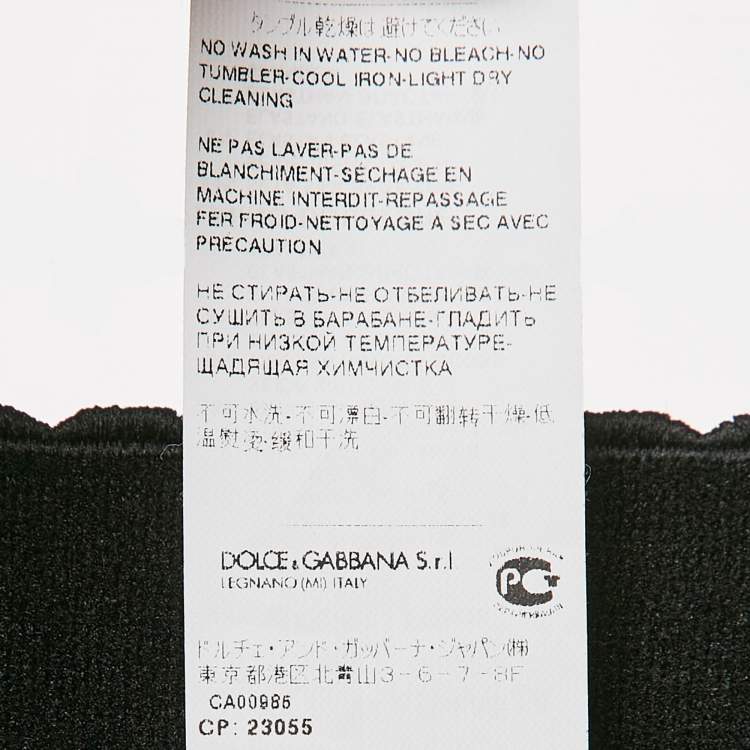 タンブル乾燥は避けてください
NO WASH IN WATER-NO BLEACH-NO
TUMBLER-COOL IRON-LIGHT DRY
CLEANING
NE PAS LAVER-PAS DE
BLANCHIMENT-SÉCHAGE EN
MACHINE INTERDIT-REPASSAGE
FER FROID-NETTOYAGE A SEC AVEC
PRÉCAUTION
НЕ СТИРАТЬ-НЕ ОТБЕЛИВАТЬ-НЕ
СУШИТЬ В БАРАБАНЕ-ГЛАДИТЬ
ПРИ НИЗКОЙ ТЕМПЕРАТУРЕ-
ЩАДЯЩАЯ ХИМЧИСТКА
不可水洗-不可漂白-不可翻转干燥-低
温熨烫-缓和干洗
DOLCE & GABBANA S.r.l
LEGNANO (MI) ITALY
РСТ
ドルチェ・アンド・ガッバーナ・ジャパン(株)
東京都港区北青山3-6-7-8F
CA00986
CP: 23055